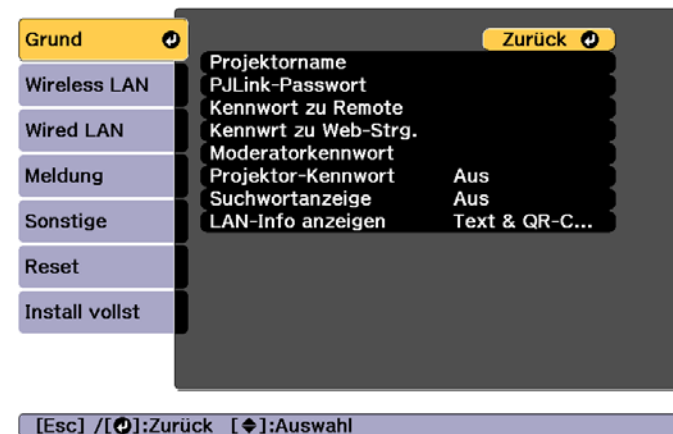 Grund
Wireless LAN
Wired LAN
Meldung
Sonstige
Reset
Install vollst
Zurück
Projektorname
PJLink-Passwort
Kennwort zu Remote
Kennwrt zu Web-Strg.
Moderatorkennwort
Projektor-Kennwort Aus
Suchwortanzeige Aus
LAN-Info anzeigen Text & QR-C...
[Esc] /[ ]:Zurück [ ]:Auswahl